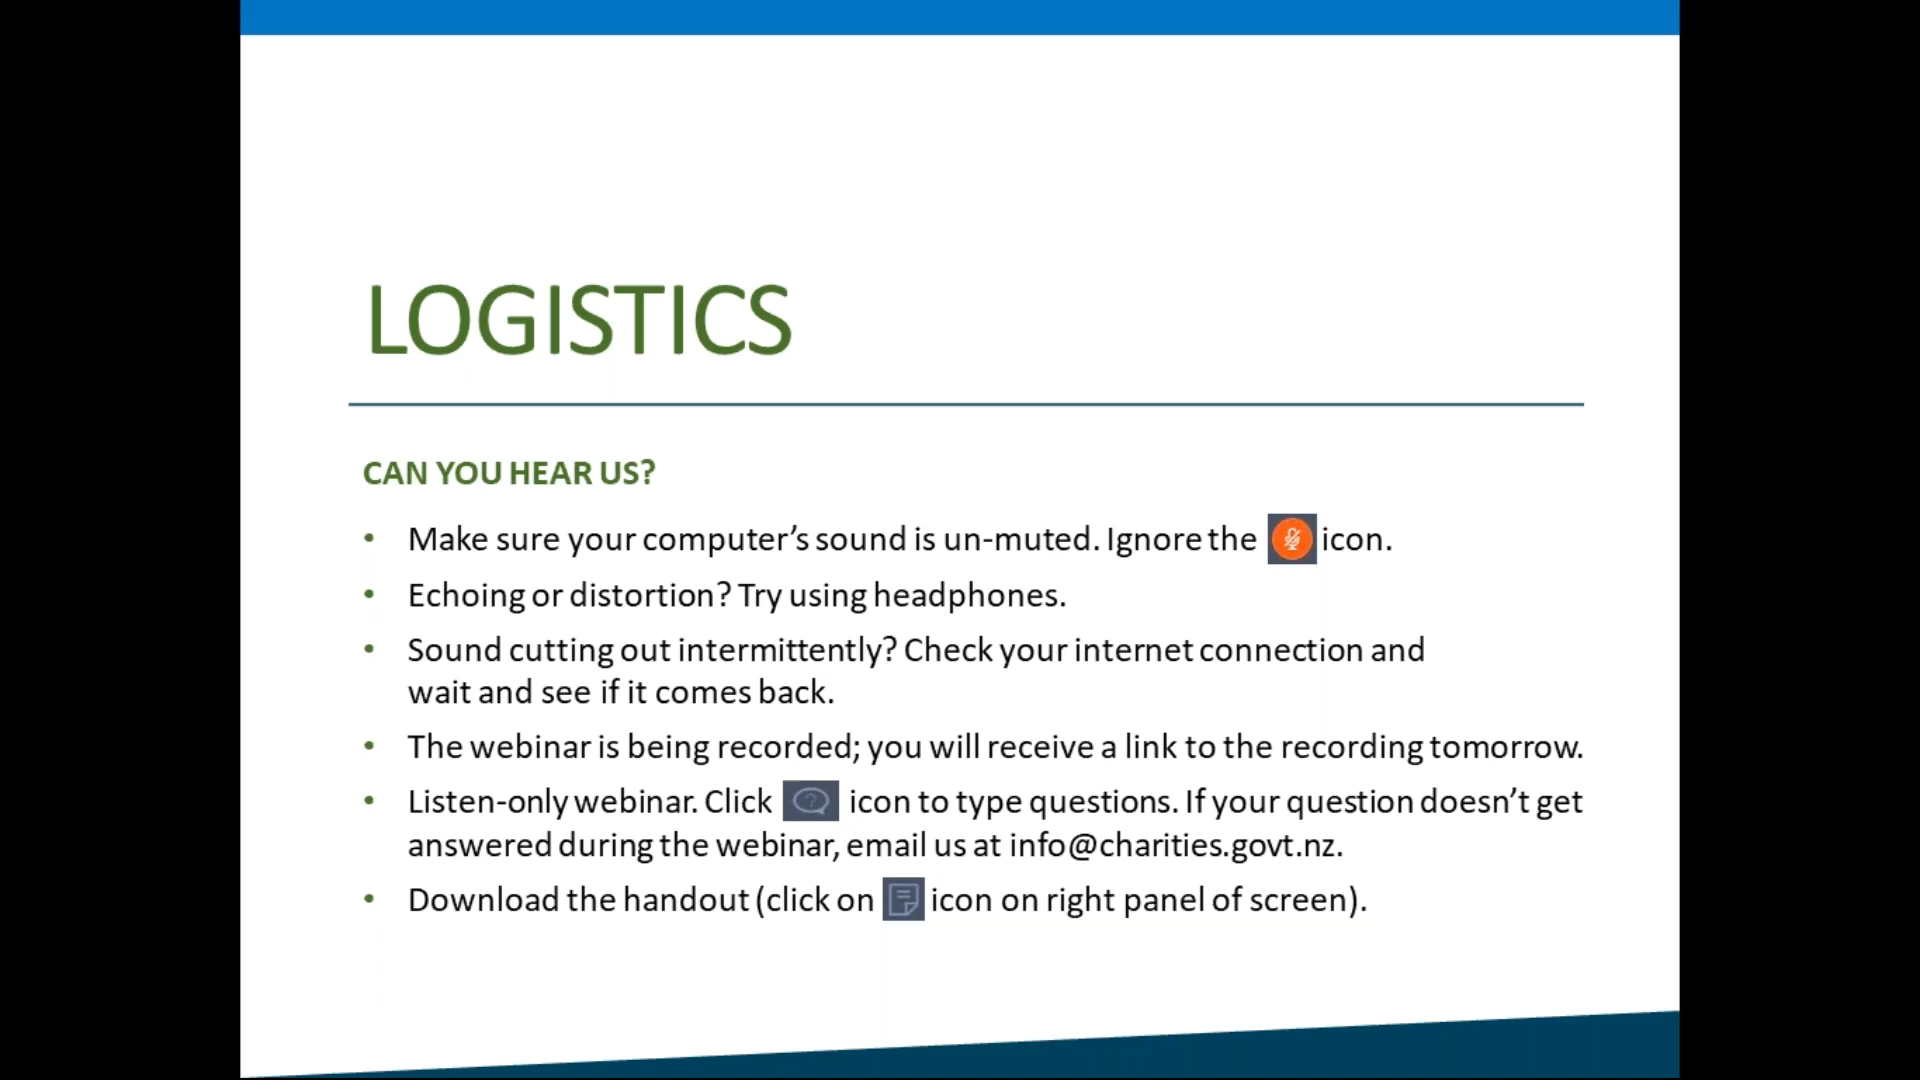 LOGISTICS
CAN YOU HEAR US?
• Make sure your computer’s sound is un-muted. Ignore the icon.
• Echoing or distortion? Try using headphones.
• Sound cutting out intermittently? Check your internet connection and
wait and see if it comes back.
• The webinar is being recorded; you will receive a link to the recording tomorrow.
• Listen-only webinar. Click ? icon to type questions. If your question doesn’t get
answered during the webinar, email us at info@charities.govt.nz.
• Download the handout (click on icon on right panel of screen).